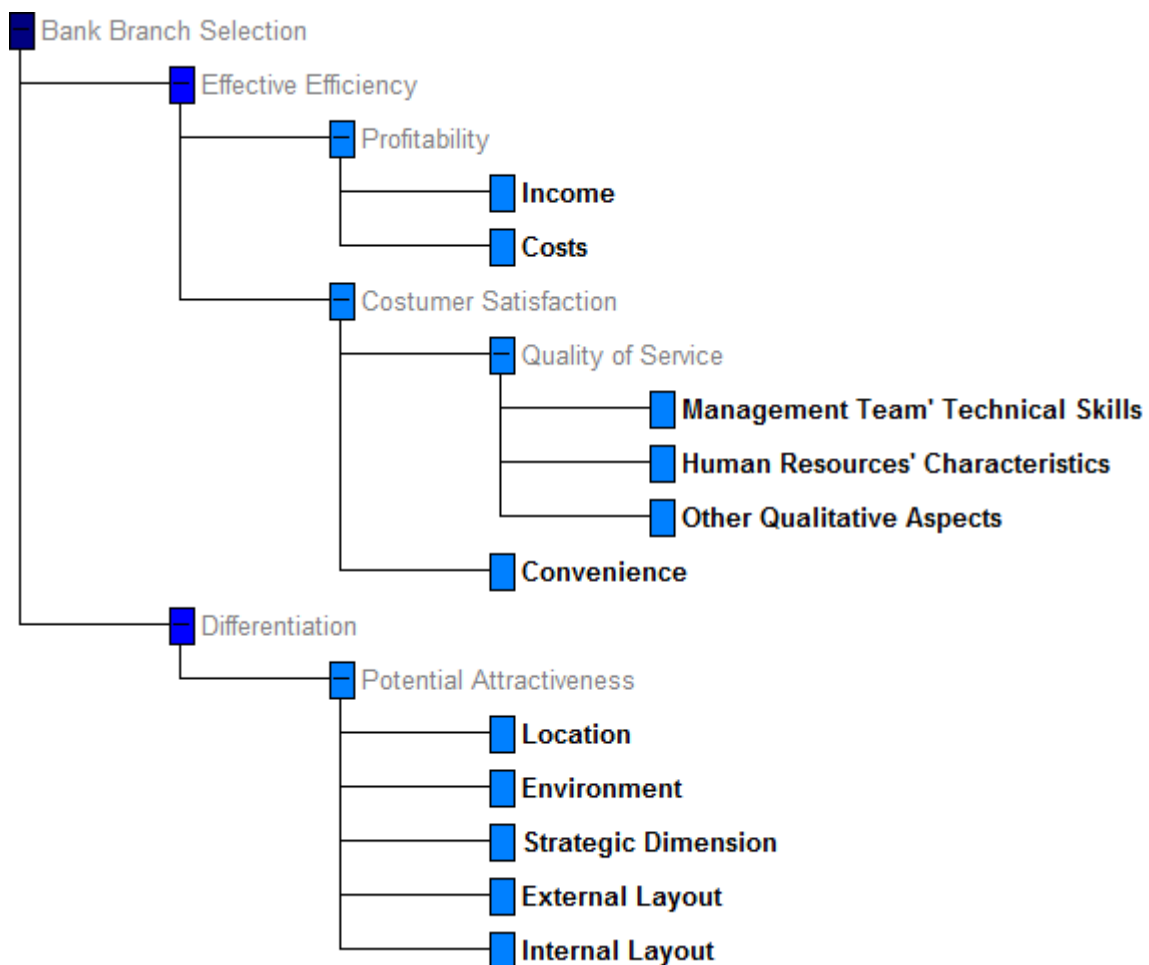 Bank Branch Selection
Effective Efficiency
Profitability
Income
Costs
Costumer Satisfaction
Quality of Service
Management Team' Technical Skills
Human Resources' Characteristics
Other Qualitative Aspects
Convenience
Differentiation
Potential Attractiveness
Location
Environment
Strategic Dimension
External Layout
Internal Layout